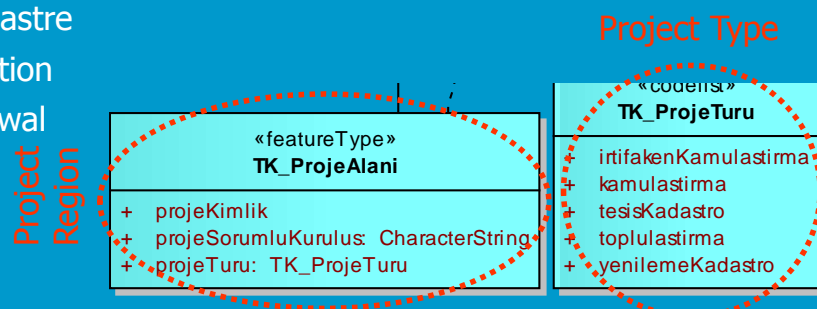 astre
tion
wal
Project Type
Project
Region
«featureType»
TK_ProjeAlani
+ projeKimlik
+ projeSorumluKurulus: CharacterString
+ projeTuru: TK_ProjeTuru
«codelist»
TK_ProjeTuru
+ irtifakenKamulastirma
+ kamulastirma
+ tesisKadastro
+ toplulastirma
+ yenilemeKadastro